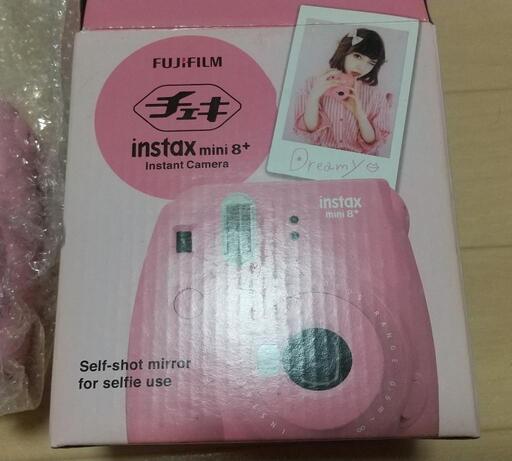 FUJIFILM
チェキ
instax mini 8+
Instant Camera
Dreamy
instax
mini 8+
Self-shot mirror
for selfie use